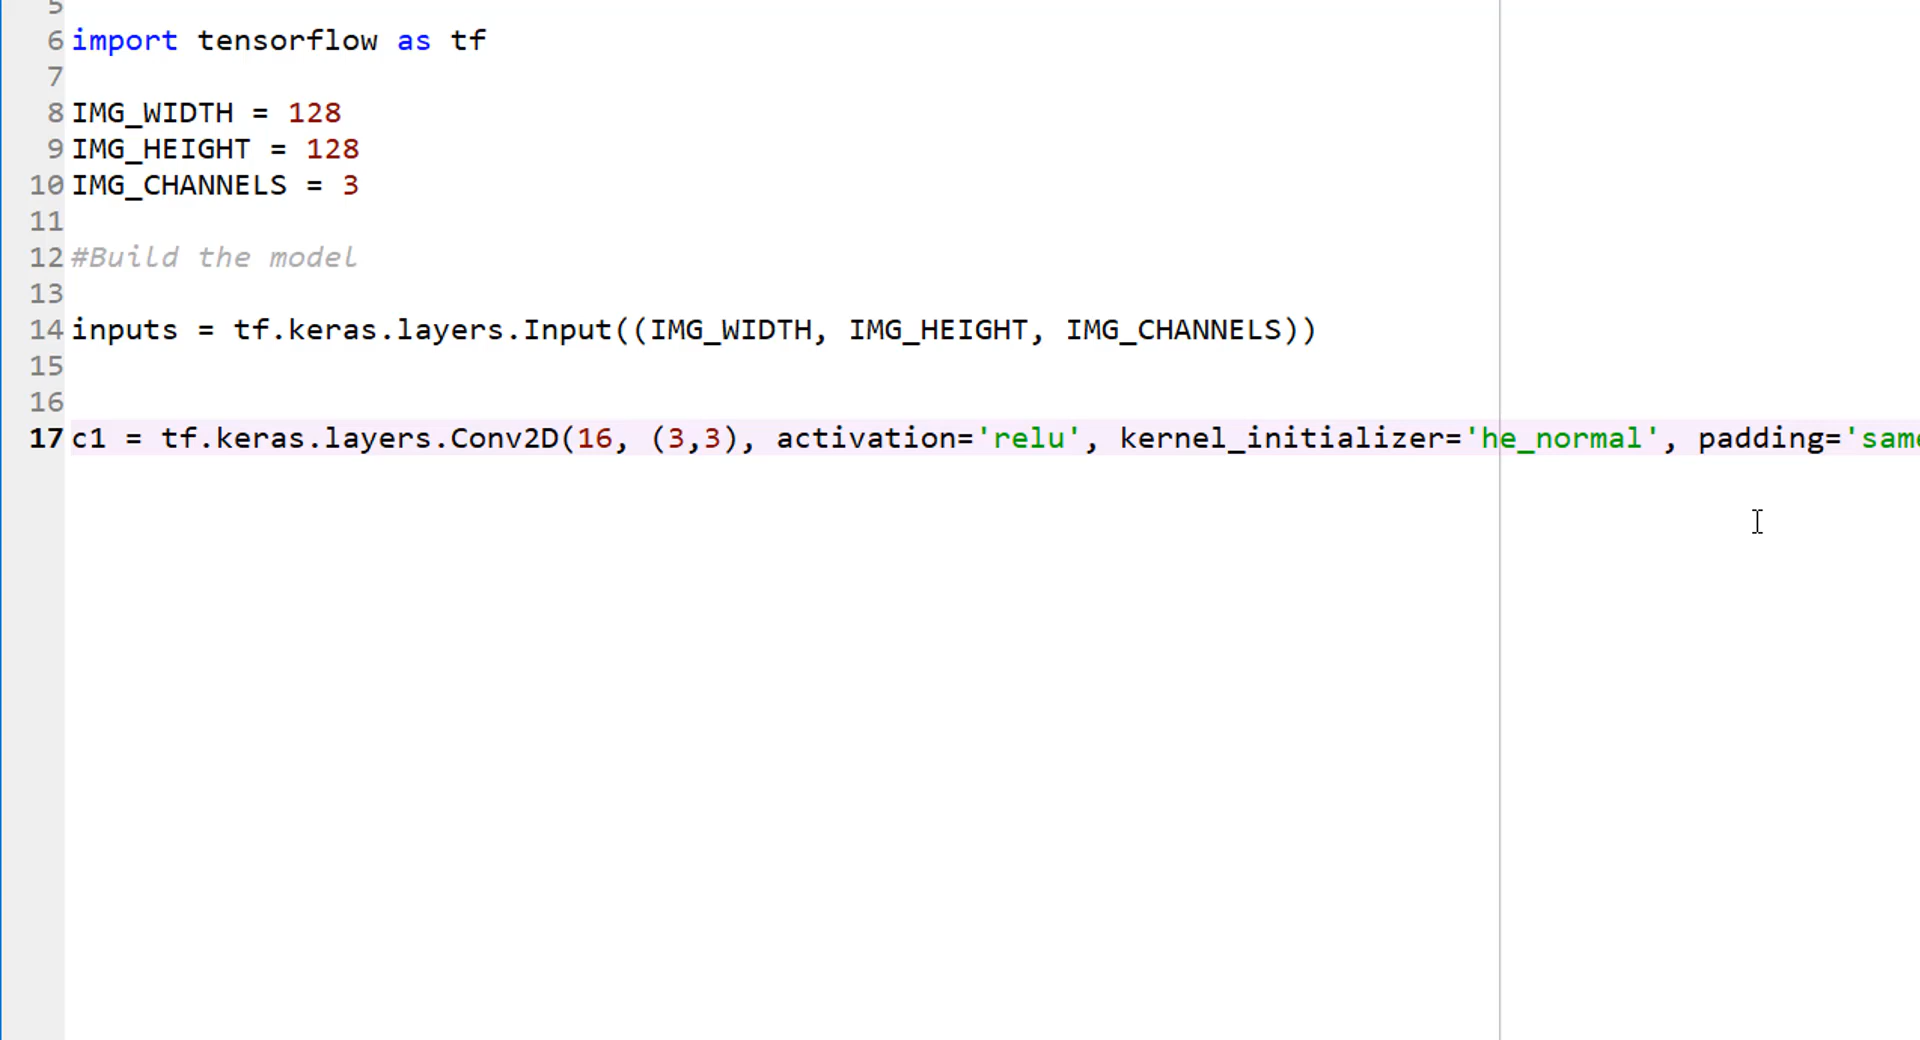 5
6 import tensorflow as tf
7
8 IMG_WIDTH = 128
9 IMG_HEIGHT = 128
10 IMG_CHANNELS = 3
11
12 #Build the model
13
14 inputs = tf.keras.layers.Input((IMG_WIDTH, IMG_HEIGHT, IMG_CHANNELS))
15
16
17 c1 = tf.keras.layers.Conv2D(16, (3,3), activation='relu', kernel_initializer='he_normal', padding='same